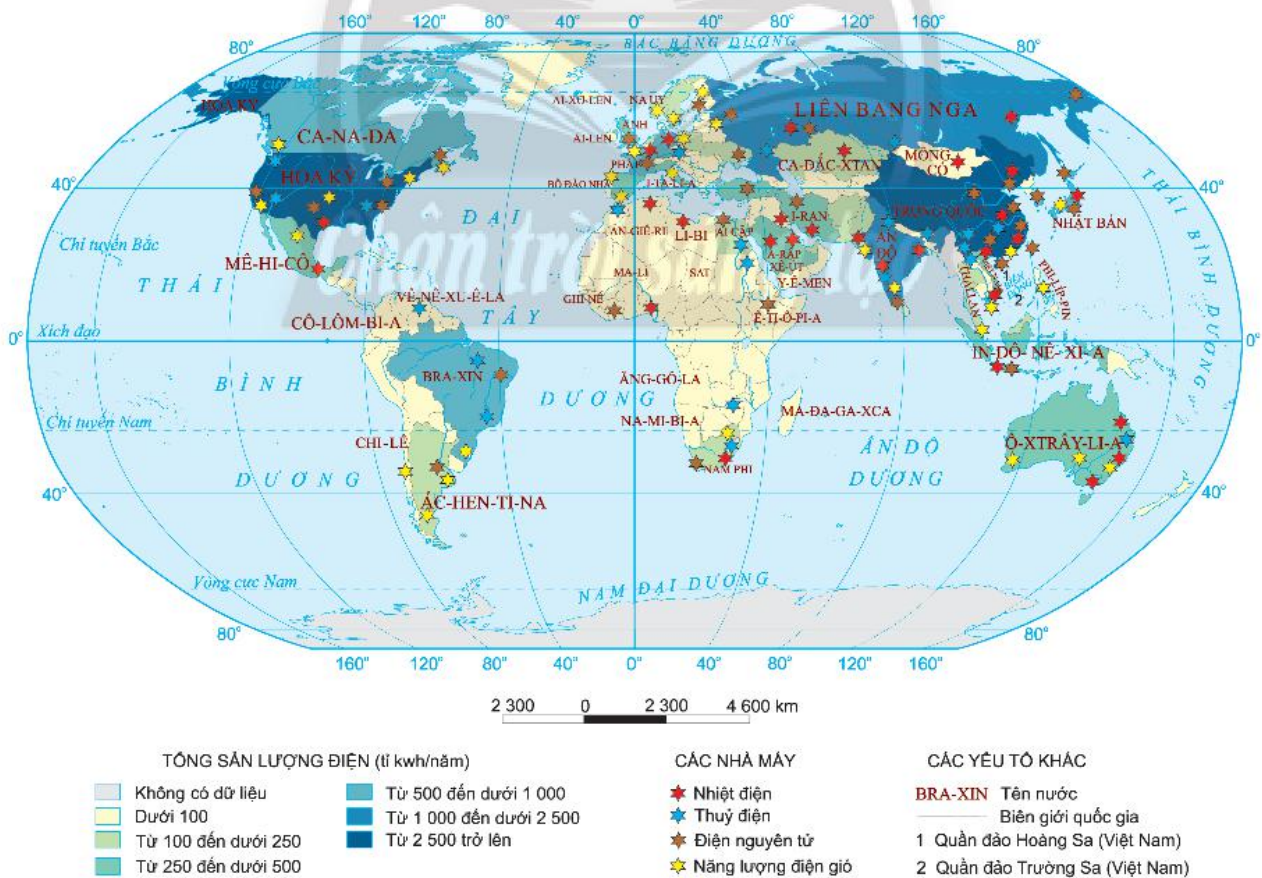 160° 120° 80° 0° 40° 80° 120° 160°
80° 80°
BẮC BĂNG DƯƠNG
Vòng cực Bắc
HOA KỲ
AI-XƠ-LEN
NA UY
LIÊN BANG NGA
CA-NA-ĐA
ANH
AI-LEN
CA-DẮC-XTAN
MÔNG CỔ
PHÁP
40° 40°
HOA KỲ
BỒ ĐÀO NHA
I-TA-LI-A
TRUNG QUỐC
NHẬT BẢN
THÁI BÌNH DƯƠNG
ĐẠI
I-RAN
AN-GIÊ-RI
LI-BI
AI CẬP
Ả-RẬP XÊ-ÚT
ẤN ĐỘ
Chỉ tuyến Bắc
Chân trời sáng tạo
MÊ-HI-CÔ
MA-LI
SAT
Y-Ê-MEN
THÁI LAN
PHI-LÍP-PIN
1
2
THÁI
GHI-NÊ
VÊ-NÊ-XU-Ê-LA
TÂY
CÔ-LÔM-BI-A
Ê-TI-Ô-PI-A
Xích đạo
0° 0°
IN-ĐÔ-NÊ-XI-A
BÌNH
BRA-XIN
DƯƠNG
ĂNG-GÔ-LA
NA-MI-BI-A
MA-ĐA-GA-XCA
Chỉ tuyến Nam
CHI-LÊ
NAM PHI
ẤN ĐỘ
DƯƠNG
Ô-XTRÂY-LI-A
DƯƠNG
40° 40°
ÁC-HEN-TI-NA
Vòng cực Nam
NAM ĐẠI DƯƠNG
80° 80°
160° 120° 80° 40° 0° 40° 80° 120° 160°
2 300 0 2 300 4 600 km
TỔNG SẢN LƯỢNG ĐIỆN (tỉ kwh/năm)
Không có dữ liệu
Dưới 100
Từ 100 đến dưới 250
Từ 250 đến dưới 500
Từ 500 đến dưới 1 000
Từ 1 000 đến dưới 2 500
Từ 2 500 trở lên
CÁC NHÀ MÁY
Nhiệt điện
Thuỷ điện
Điện nguyên tử
Năng lượng điện gió
CÁC YẾU TỐ KHÁC
BRA-XIN Tên nước
Biên giới quốc gia
1 Quần đảo Hoàng Sa (Việt Nam)
2 Quần đảo Trường Sa (Việt Nam)